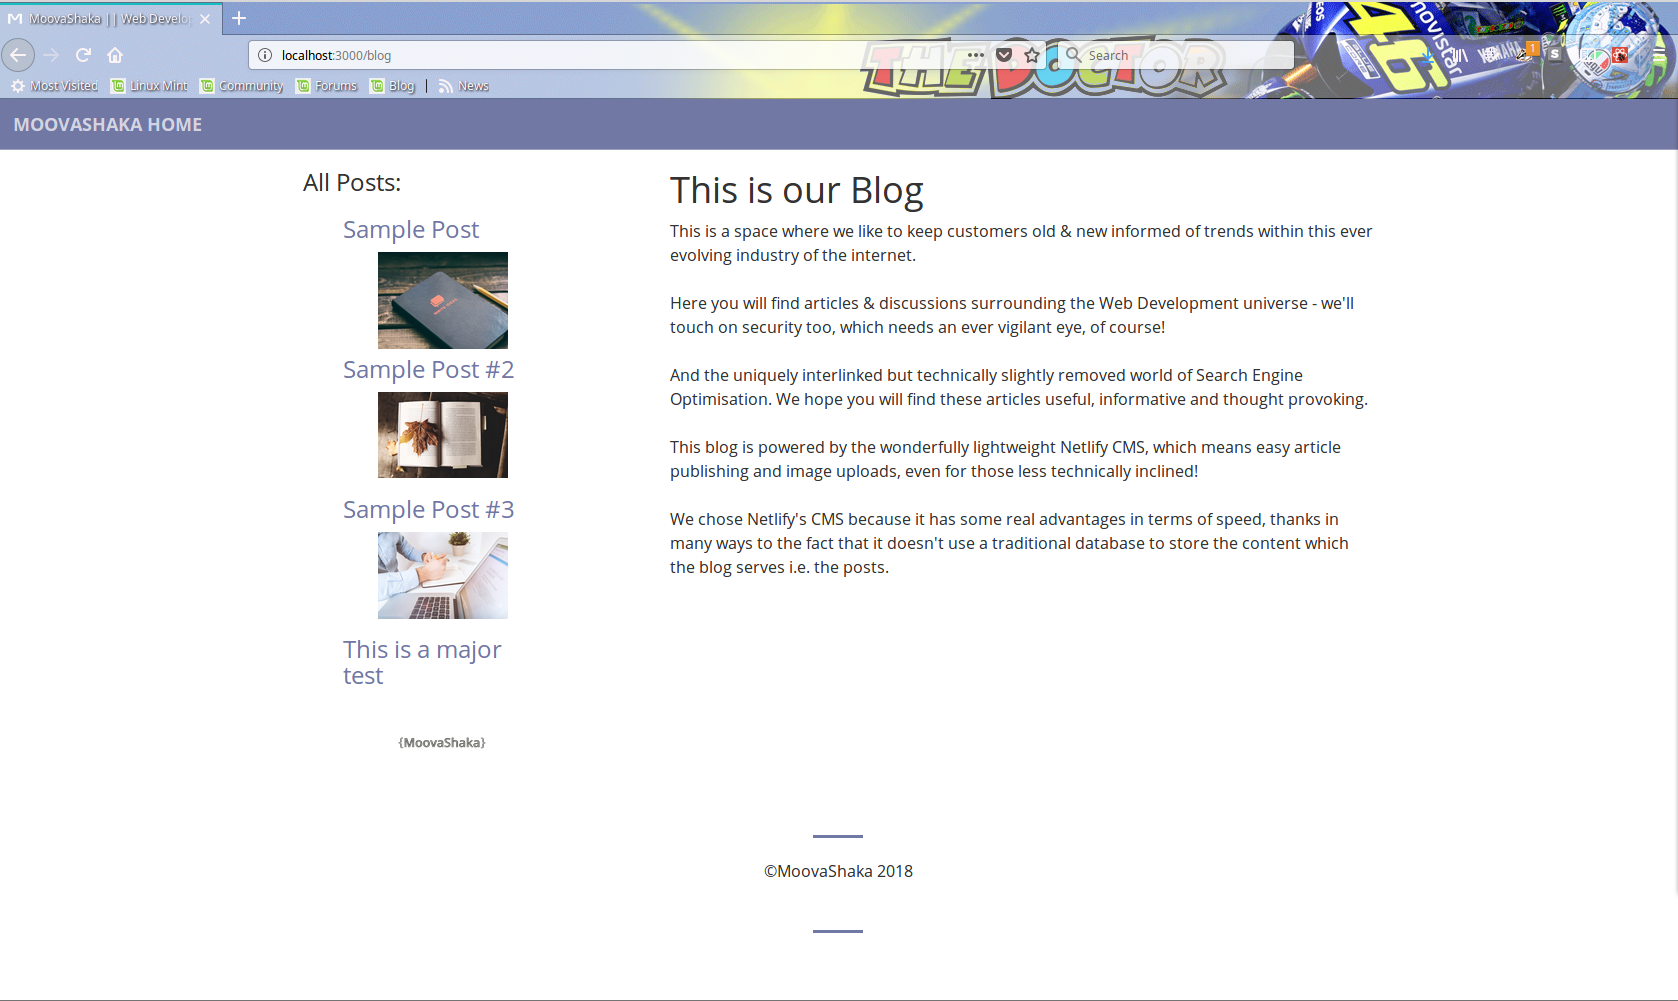 MoovaShaka || Web Develo
localhost:3000/blog
Search
1
S
THE DOCTOR
46
movistar
YAMAHA
Most Visited
Linux Mint
Community
Forums
Blog
News
MOOVASHAKA HOME
All Posts:
Sample Post
Sample Post #2
Sample Post #3
This is a major
test
{MoovaShaka}
This is our Blog
This is a space where we like to keep customers old & new informed of trends within this ever
evolving industry of the internet.
Here you will find articles & discussions surrounding the Web Development universe - we'll
touch on security too, which needs an ever vigilant eye, of course!
And the uniquely interlinked but technically slightly removed world of Search Engine
Optimisation. We hope you will find these articles useful, informative and thought provoking.
This blog is powered by the wonderfully lightweight Netlify CMS, which means easy article
publishing and image uploads, even for those less technically inclined!
We chose Netlify's CMS because it has some real advantages in terms of speed, thanks in
many ways to the fact that it doesn't use a traditional database to store the content which
the blog serves i.e. the posts.
©MoovaShaka 2018